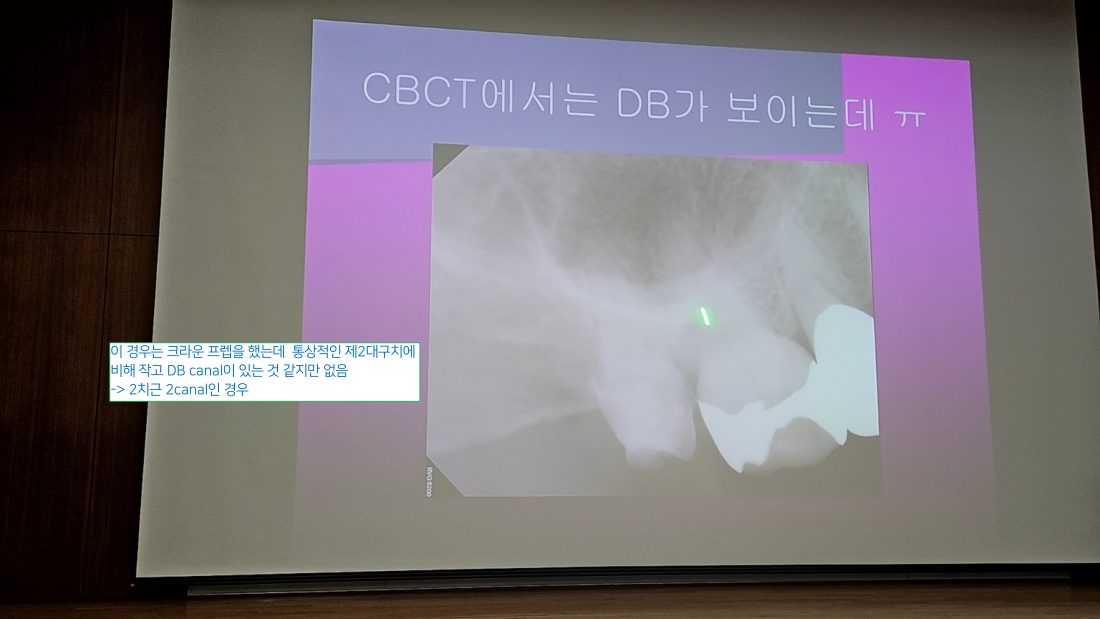 CBCT에서는 DB가 보이는데 ㅠ
이 경우는 크라운 프렙을 했는데 통상적인 제2대구치에
비해 작고 DB canal이 있는 것 같지만 없음
-> 2치근 2canal인 경우
RVG-5200